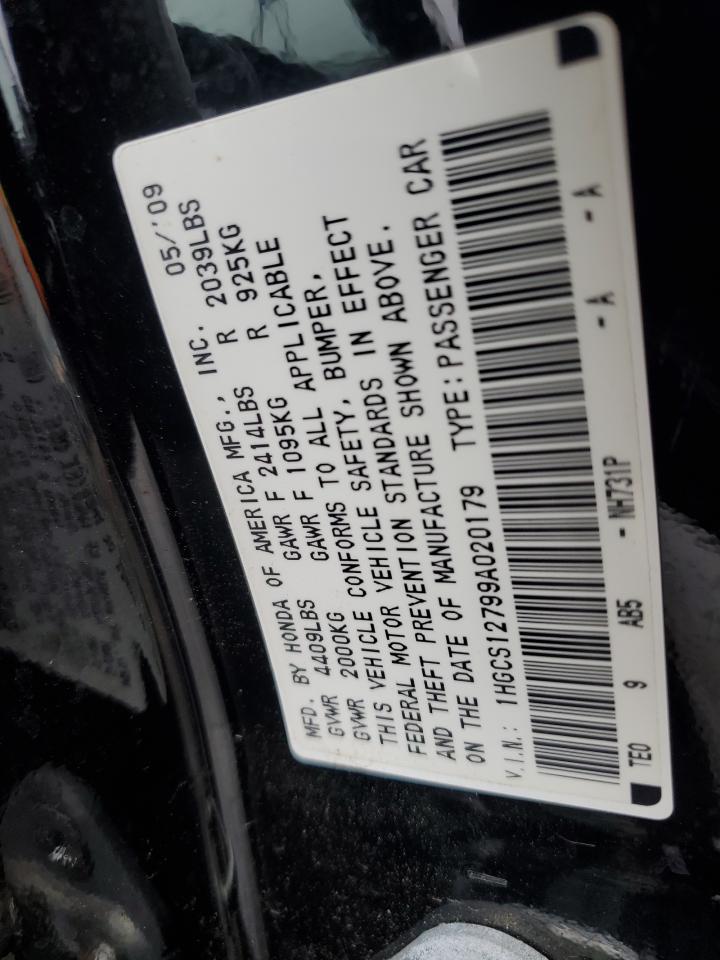 MFD. BY HONDA OF AMERICA MFG., INC. 05/'09
GVWR 4409LBS GAWR F 2414LBS R 2039LBS
GVWR 2000KG GAWR F 1095KG R 925KG
THIS VEHICLE CONFORMS TO ALL APPLICABLE
FEDERAL MOTOR VEHICLE SAFETY, BUMPER,
AND THEFT PREVENTION STANDARDS IN EFFECT
ON THE DATE OF MANUFACTURE SHOWN ABOVE.
V.I.N.: 1HGCS12799A020179 TYPE:PASSENGER CAR
TE0 9 AB5 - NH731P - A - A